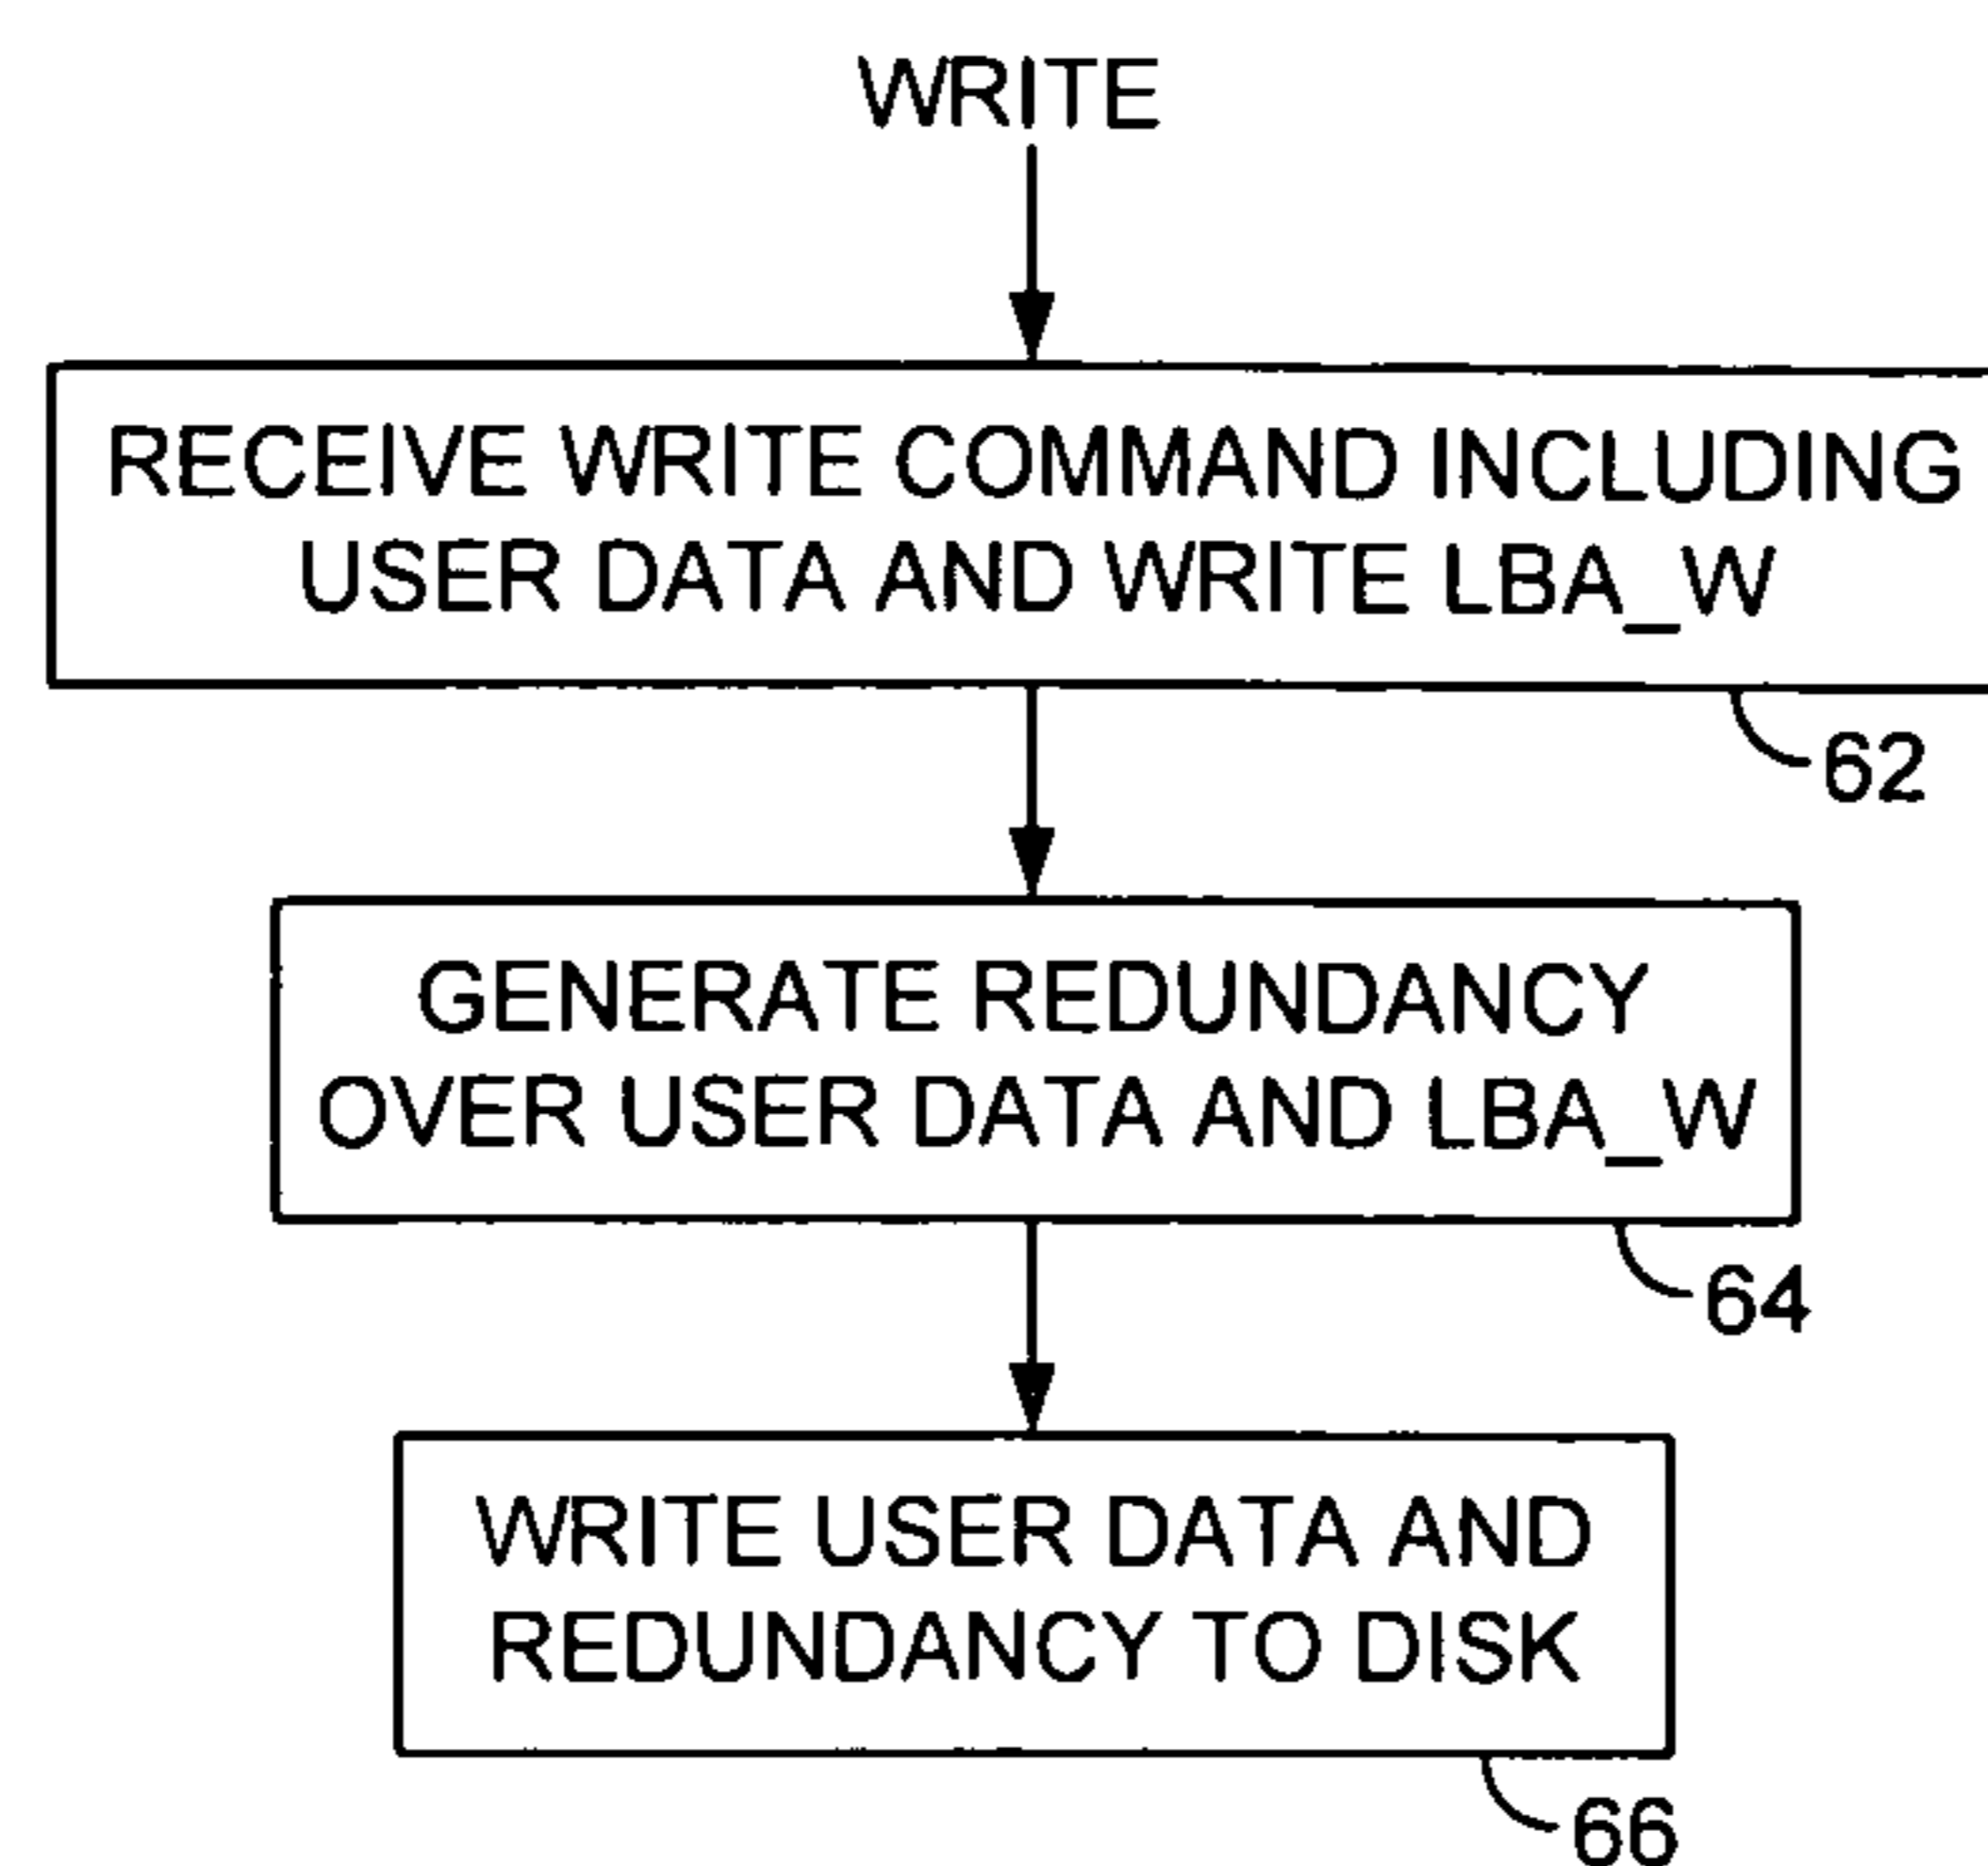 WRITE
RECEIVE WRITE COMMAND INCLUDING
USER DATA AND WRITE LBA_W
62
GENERATE REDUNDANCY
OVER USER DATA AND LBA_W
64
WRITE USER DATA AND
REDUNDANCY TO DISK
66